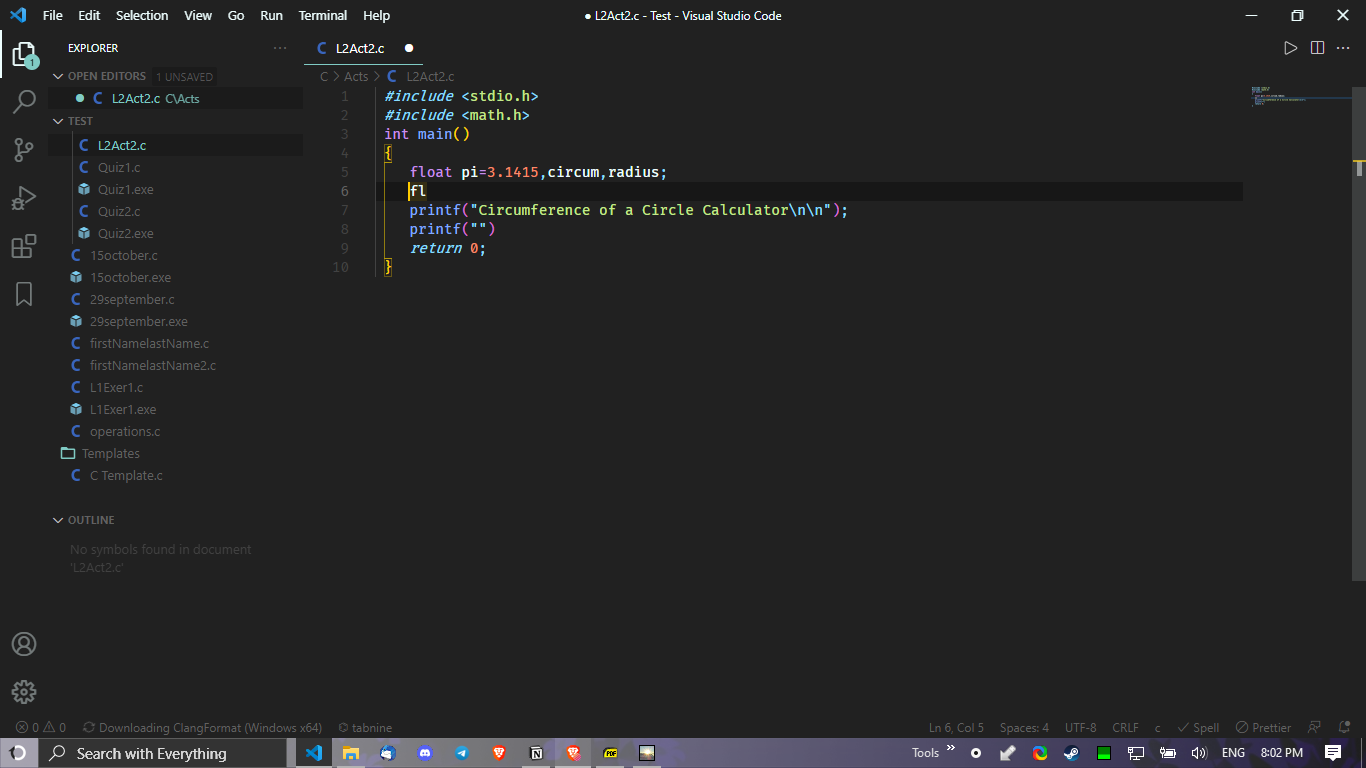 File Edit Selection View Go Run Terminal Help ● L2Act2.c - Test - Visual Studio Code
EXPLORER
C L2Act2.c
1
OPEN EDITORS 1 UNSAVED
C L2Act2.c C\Acts
TEST
C L2Act2.c
C Quiz1.c
Quiz1.exe
C Quiz2.c
Quiz2.exe
C 15october.c
15october.exe
C 29september.c
29september.exe
C firstNamelastName.c
C firstNamelastName2.c
C L1Exer1.c
L1Exer1.exe
C operations.c
Templates
C C Template.c
OUTLINE
No symbols found in document
'L2Act2.c'
C > Acts > C L2Act2.c
1 #include <stdio.h>
2 #include <math.h>
3 int main()
4 {
5 float pi=3.1415,circum,radius;
6 fl
7 printf("Circumference of a Circle Calculator\n\n");
8 printf("")
9 return 0;
10 }
0 0 Downloading ClangFormat (Windows x64) tabnine Ln 6, Col 5 Spaces: 4 UTF-8 CRLF c Spell Prettier
Search with Everything PDF Tools » ENG 8:02 PM